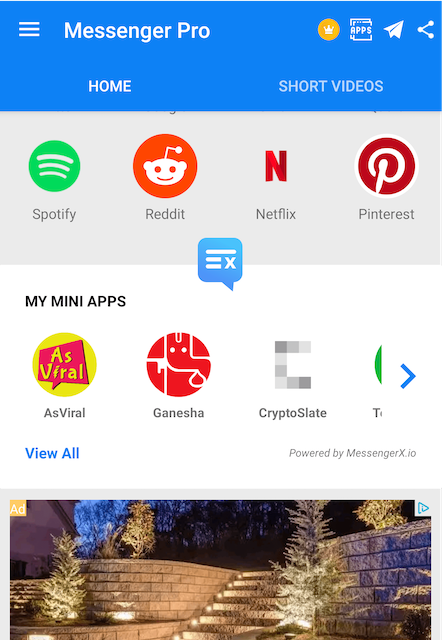 Messenger Pro
APPS
HOME
SHORT VIDEOS
Spotify
Reddit
Netflix
Pinterest
MY MINI APPS
As
Viral
AsViral
Ganesha
CryptoSlate
View All
Powered by MessengerX.io
Ad